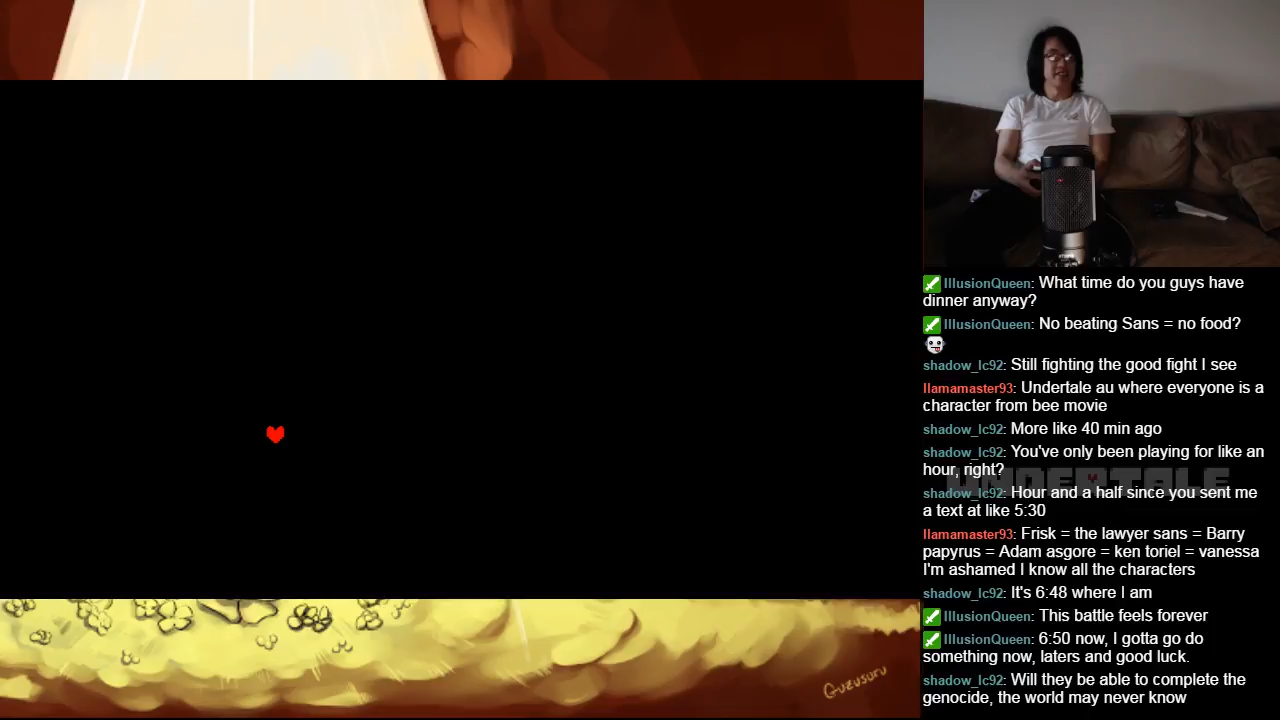 IllusionQueen: What time do you guys have
dinner anyway?
IllusionQueen: No beating Sans = no food?
shadow_lc92: Still fighting the good fight I see
llamamaster93: Undertale au where everyone is a
character from bee movie
shadow_lc92: More like 40 min ago
shadow_lc92: You've only been playing for like an
hour, right?
UNDERTALE
shadow_lc92: Hour and a half since you sent me
a text at like 5:30
llamamaster93: Frisk = the lawyer sans = Barry
papyrus = Adam asgore = ken toriel = vanessa
I'm ashamed I know all the characters
shadow_lc92: It's 6:48 where I am
IllusionQueen: This battle feels forever
IllusionQueen: 6:50 now, I gotta go do
something now, laters and good luck.
shadow_lc92: Will they be able to complete the
genocide, the world may never know
Guzusuru